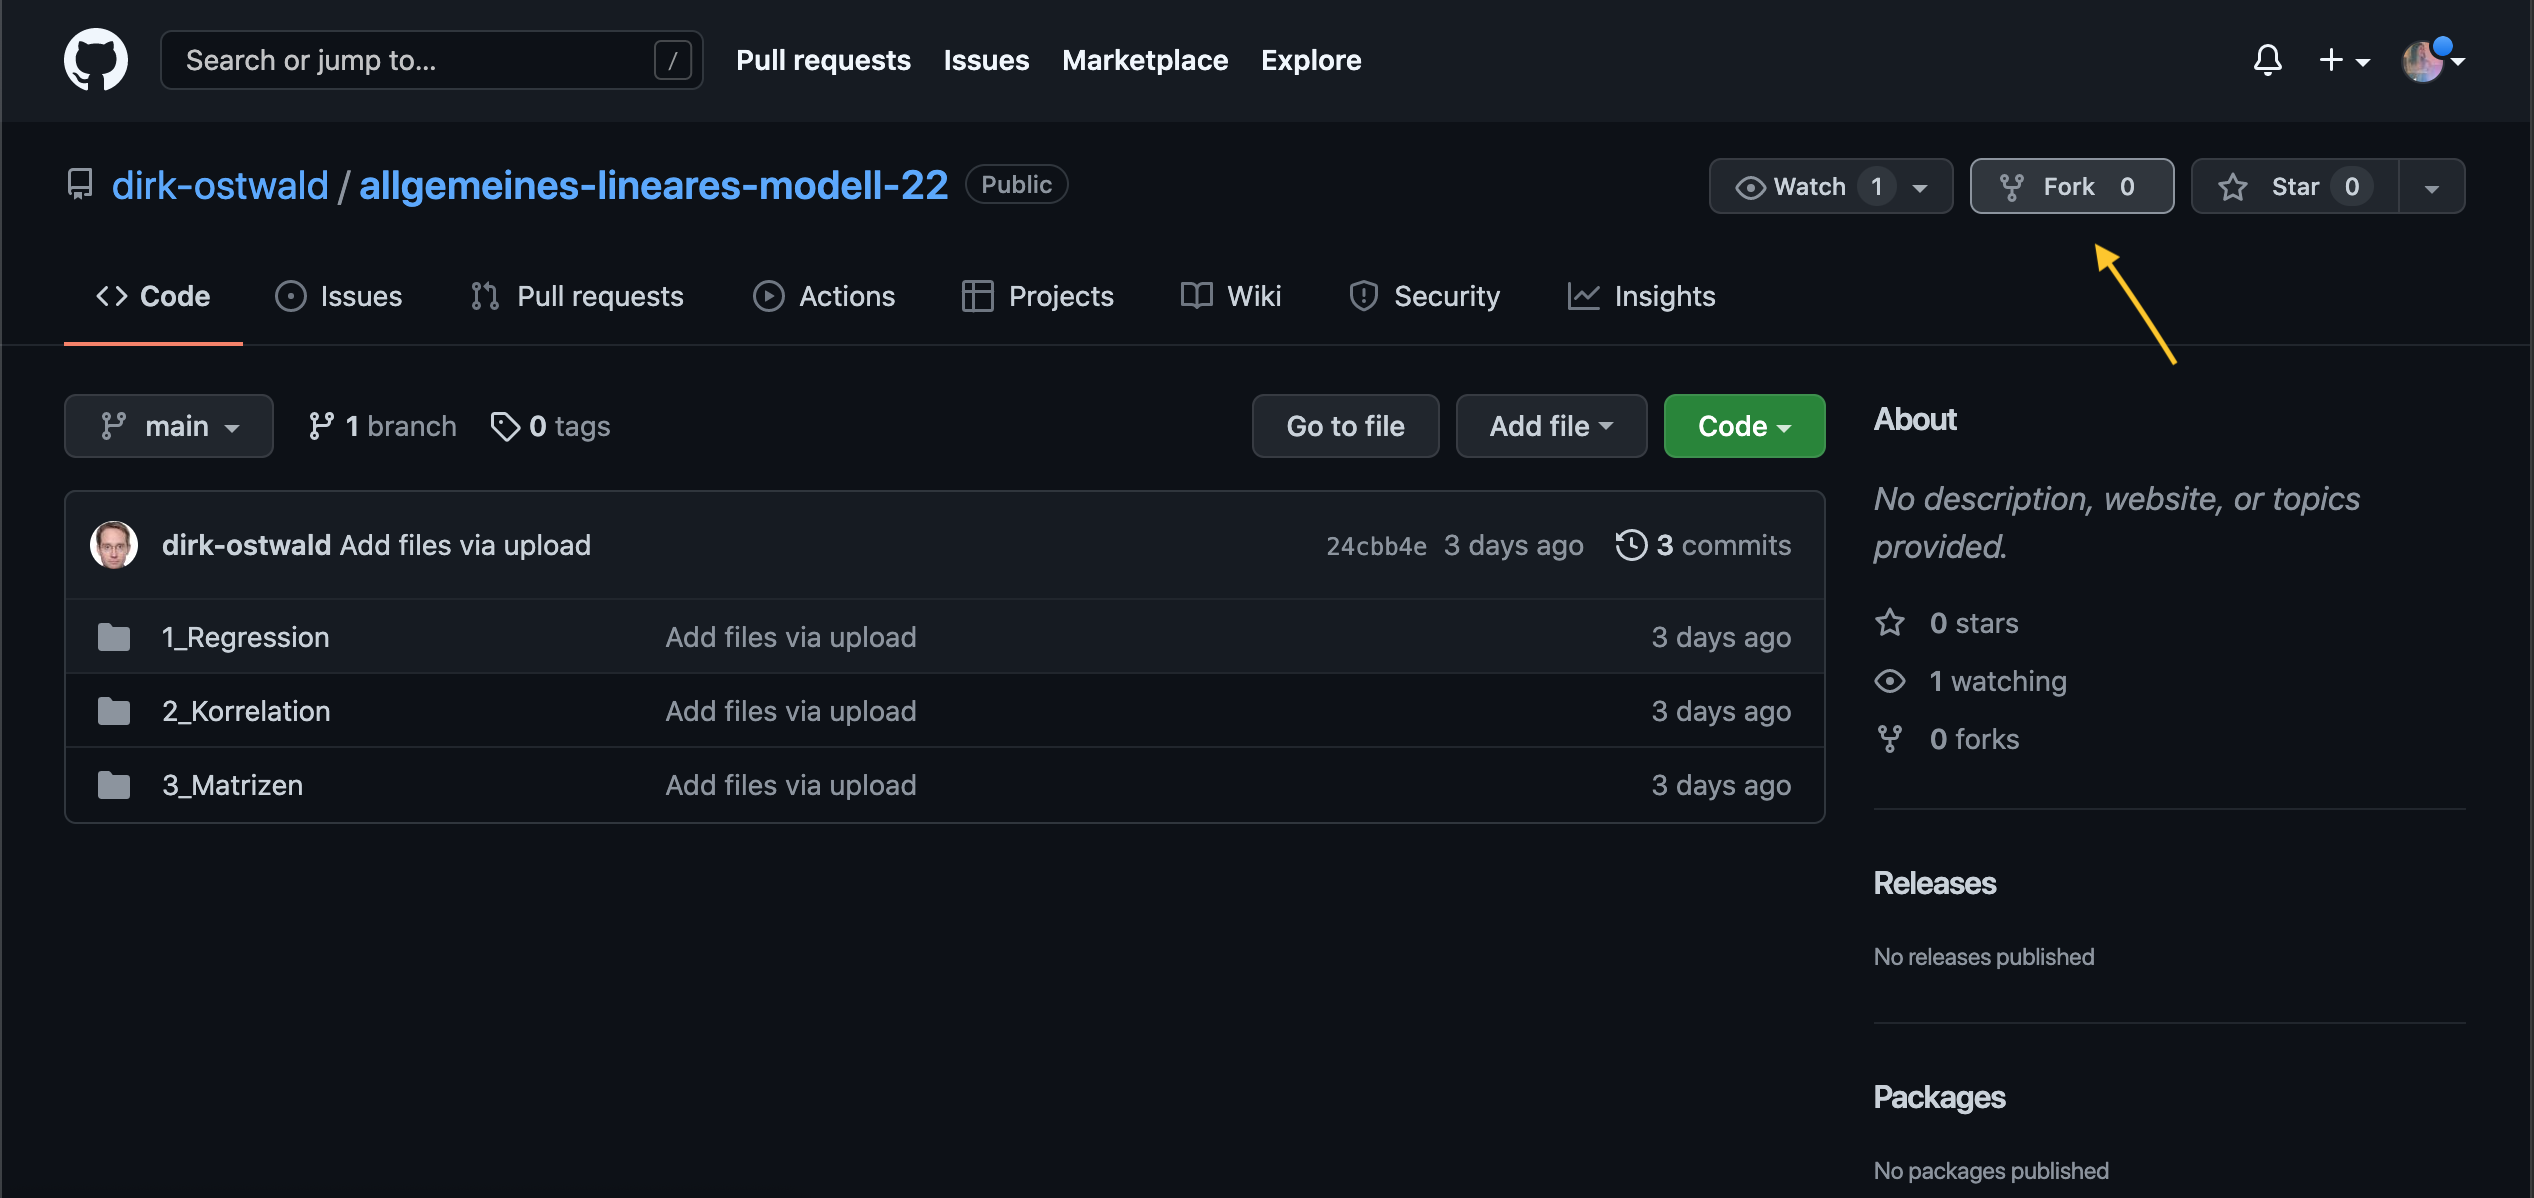 Search or jump to... /
Pull requests Issues Marketplace Explore
dirk-ostwald / allgemeines-lineares-modell-22 Public
Watch 1 Fork 0 Star 0
Code Issues Pull requests Actions Projects Wiki Security Insights
main 1 branch 0 tags
Go to file Add file Code
dirk-ostwald Add files via upload 24cbb4e 3 days ago 3 commits
1_Regression Add files via upload 3 days ago
2_Korrelation Add files via upload 3 days ago
3_Matrizen Add files via upload 3 days ago
About
No description, website, or topics
provided.
0 stars
1 watching
0 forks
Releases
No releases published
Packages
No packages published